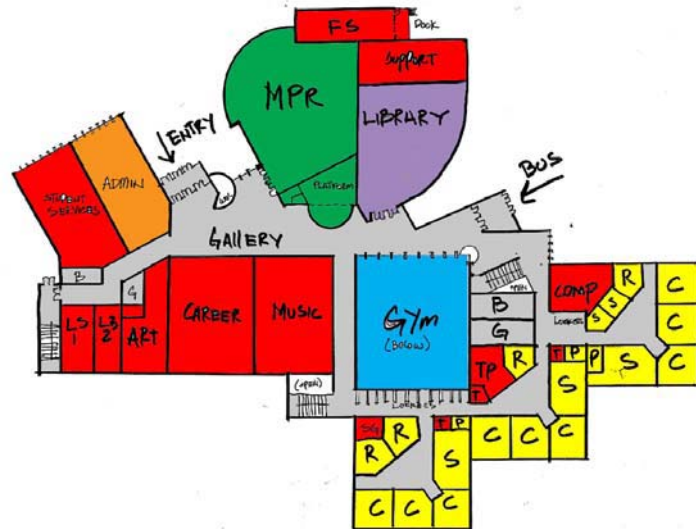 FS
DOCK
SUPPORT
MPR
LIBRARY
ENTRY
PLATFORM
BUS
ADMIN
STUDENT
SERVICES
GALLERY
B
G
LS
1
LS
2
ART
CAREER
MUSIC
GYM
(BELOW)
OPEN
B
G
TP
R
T
COMP
R
S
S
C
C
C
C
LOCKERS
T
P
P
S
S
C
C
C
C
(OPEN)
LOCKERS
SG
R
R
T
P
S
C
C
C